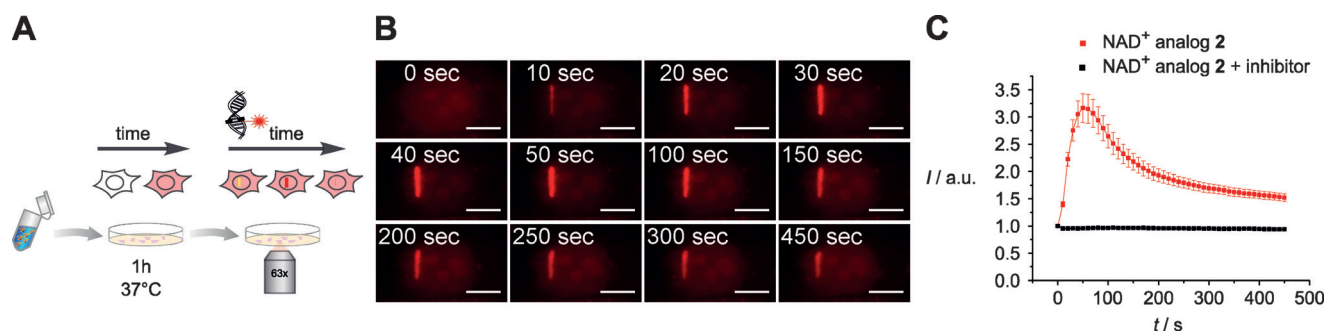 A
time
time
1h
37°C
63x
B
0 sec
10 sec
20 sec
30 sec
40 sec
50 sec
100 sec
150 sec
200 sec
250 sec
300 sec
450 sec
C
NAD⁺ analog 2
NAD⁺ analog 2 + inhibitor
I / a.u.
3.5
3.0
2.5
2.0
1.5
1.0
0.5
0.0
0 100 200 300 400 500
t / s